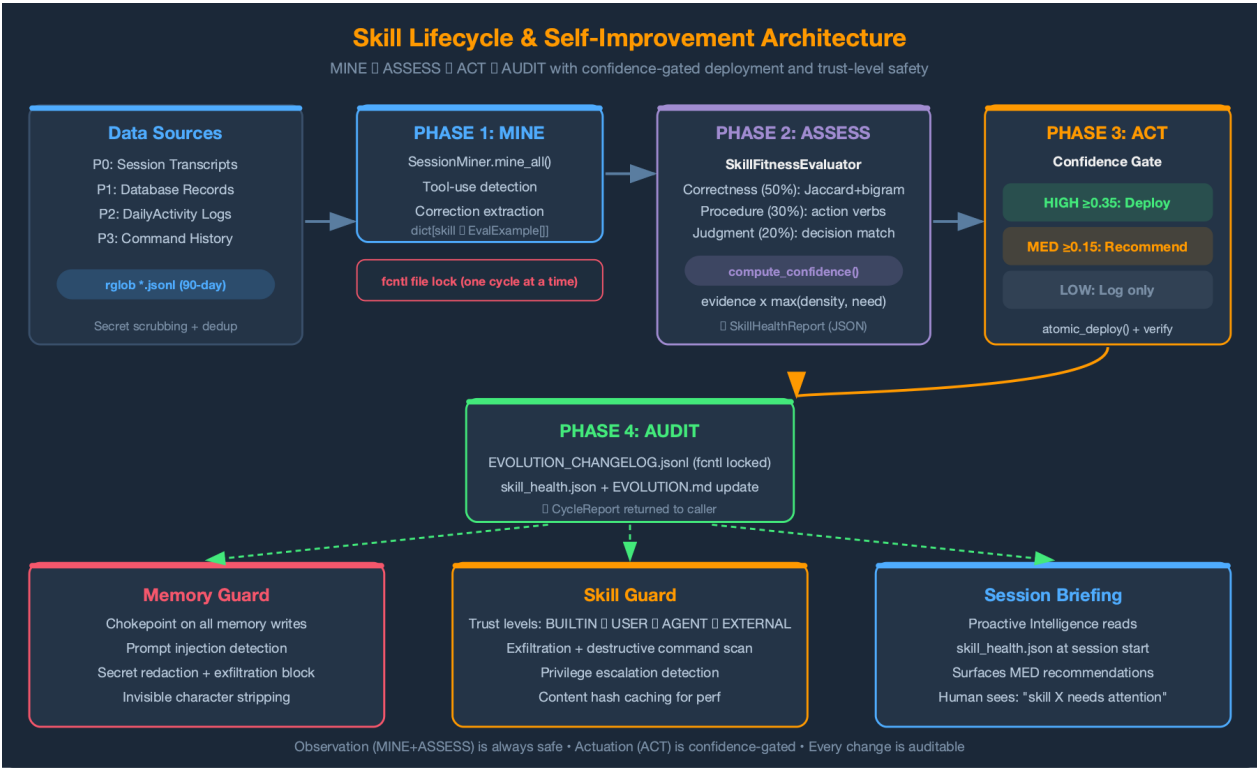 Skill Lifecycle & Self-Improvement Architecture
MINE ▯ ASSESS ▯ ACT ▯ AUDIT with confidence-gated deployment and trust-level safety
Data Sources
P0: Session Transcripts
P1: Database Records
P2: DailyActivity Logs
P3: Command History
rglob *.jsonl (90-day)
Secret scrubbing + dedup
PHASE 1: MINE
SessionMiner.mine_all()
Tool-use detection
Correction extraction
dict[skill ▯ EvalExample[]]
fcntl file lock (one cycle at a time)
PHASE 2: ASSESS
SkillFitnessEvaluator
Correctness (50%): Jaccard+bigram
Procedure (30%): action verbs
Judgment (20%): decision match
compute_confidence()
evidence x max(density, need)
▯ SkillHealthReport (JSON)
PHASE 3: ACT
Confidence Gate
HIGH ≥0.35: Deploy
MED ≥0.15: Recommend
LOW: Log only
atomic_deploy() + verify
PHASE 4: AUDIT
EVOLUTION_CHANGELOG.jsonl (fcntl locked)
skill_health.json + EVOLUTION.md update
▯ CycleReport returned to caller
Memory Guard
Chokepoint on all memory writes
Prompt injection detection
Secret redaction + exfiltration block
Invisible character stripping
Skill Guard
Trust levels: BUILTIN ▯ USER ▯ AGENT ▯ EXTERNAL
Exfiltration + destructive command scan
Privilege escalation detection
Content hash caching for perf
Session Briefing
Proactive Intelligence reads
skill_health.json at session start
Surfaces MED recommendations
Human sees: "skill X needs attention"
Observation (MINE+ASSESS) is always safe • Actuation (ACT) is confidence-gated • Every change is auditable